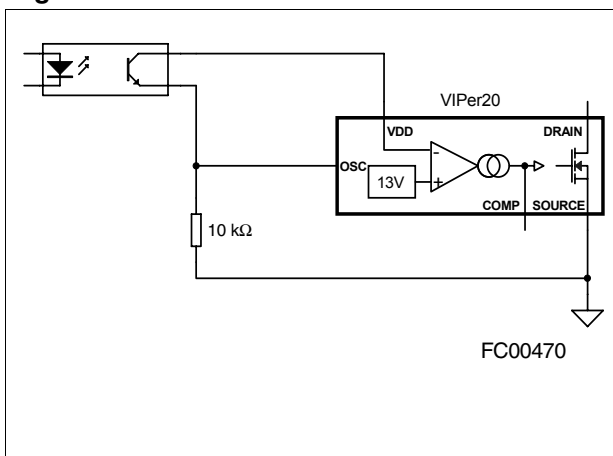 VIPer20
VDD
DRAIN
OSC
-
13V
+
COMP
SOURCE
10 kΩ
FC00470